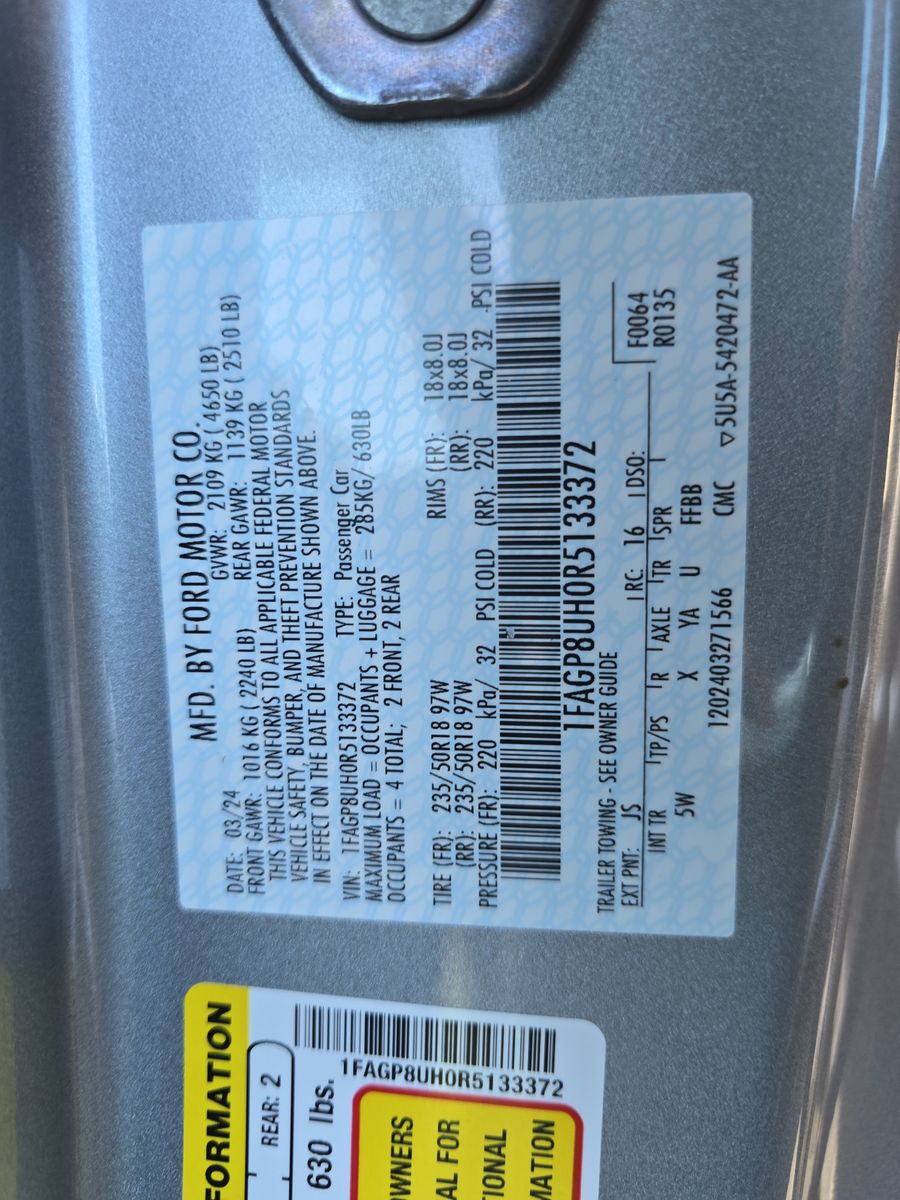 MFD. BY FORD MOTOR CO.
DATE: 03/24 GVWR: 2109 KG ( 4650 LB)
FRONT GAWR: 1016 KG ( 2240 LB) REAR GAWR: 1139 KG ( 2510 LB)
THIS VEHICLE CONFORMS TO ALL APPLICABLE FEDERAL MOTOR
VEHICLE SAFETY, BUMPER, AND THEFT PREVENTION STANDARDS
IN EFFECT ON THE DATE OF MANUFACTURE SHOWN ABOVE.
VIN: 1FAGP8UH0R5133372 TYPE: Passenger Car
MAXIMUM LOAD = OCCUPANTS + LUGGAGE = 285KG/ 630LB
OCCUPANTS = 4 TOTAL; 2 FRONT, 2 REAR
TIRE (FR): 235/50R18 97W RIMS (FR): 18x8.0J
(RR): 235/50R18 97W (RR): 18x8.0J
PRESSURE (FR): 220 kPa/ 32 PSI COLD (RR): 220 kPa/ 32 PSI COLD
1FAGP8UH0R5133372
TRAILER TOWING - SEE OWNER GUIDE
F0064
EXT PNT: JS RC: 16 DSO: R0135
INT TR TP/PS R AXLE TR SPR
5W X YA U FFBB
1202403271566 CMC ▽5U5A-5420472-AA
FORMATION
REAR: 2
630 lbs.
1FAGP8UH0R5133372
OWNERS
AL FOR
TIONAL
MATION